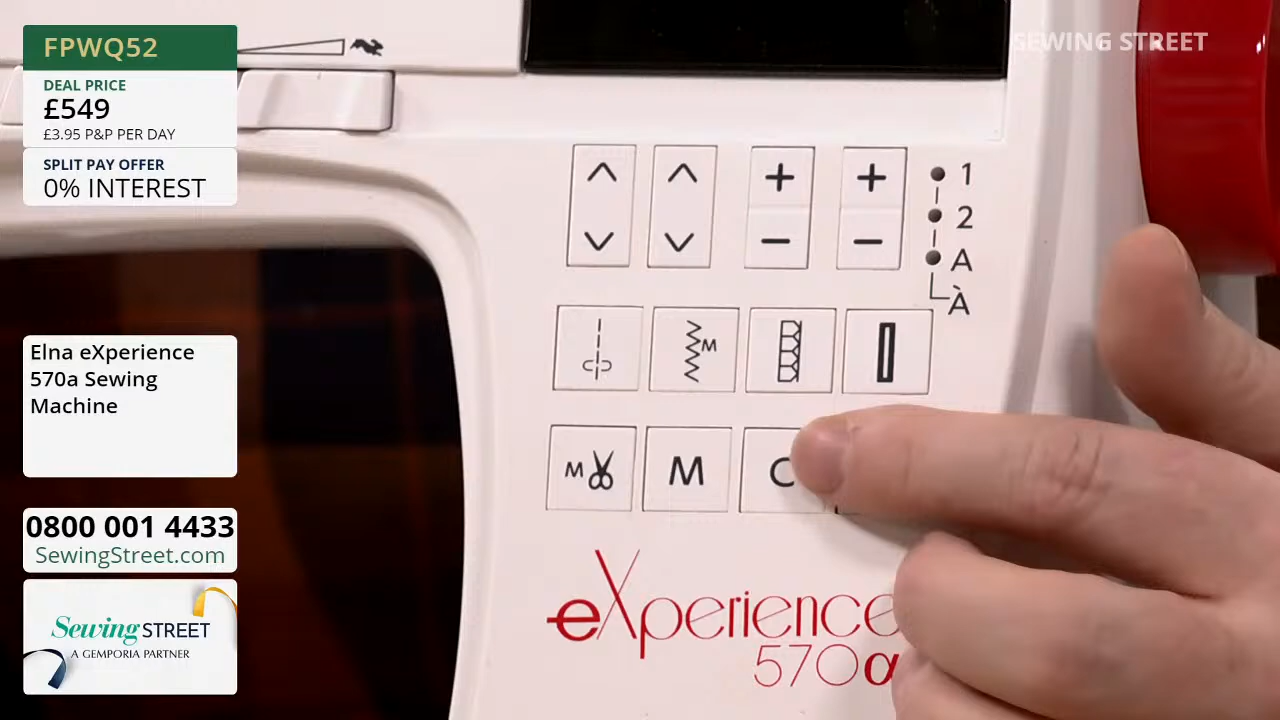 FPWQ52
DEAL PRICE
£549
£3.95 P&P PER DAY
SPLIT PAY OFFER
0% INTEREST
SEWING STREET
+ + 1
− − 2
A
À
M
M M C
eXperience
570a
Elna eXperience
570a Sewing
Machine
0800 001 4433
SewingStreet.com
Sewing STREET
A GEMPORIA PARTNER